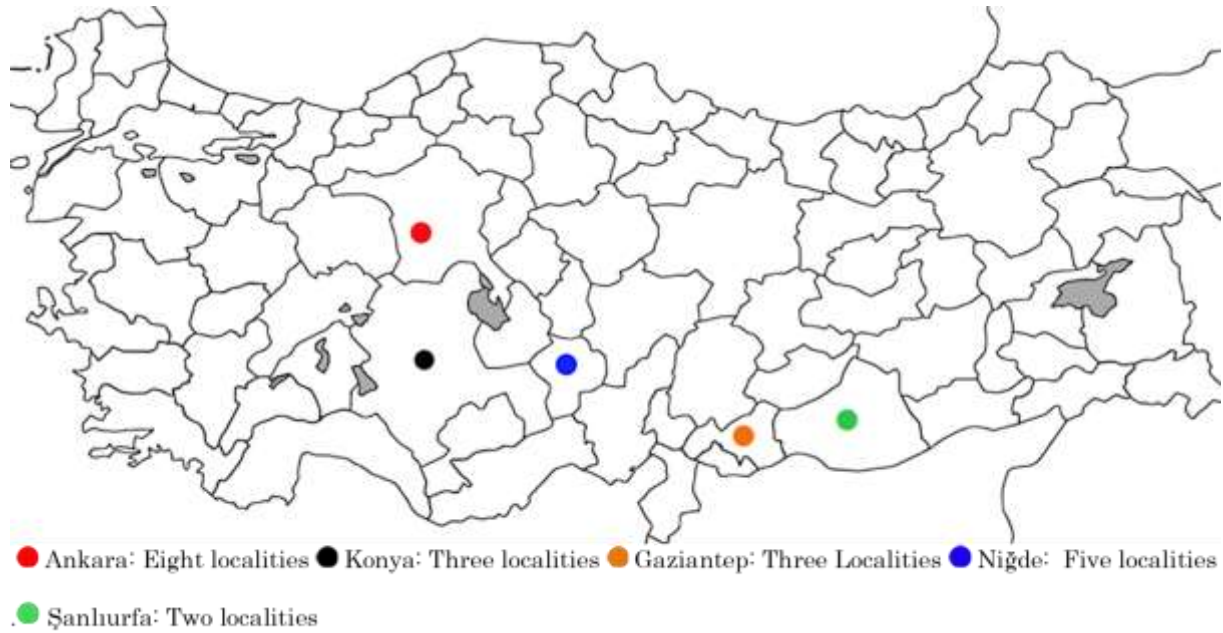 Ankara: Eight localities Konya: Three localities Gaziantep: Three Localities Niğde: Five localities
.Şanlıurfa: Two localities